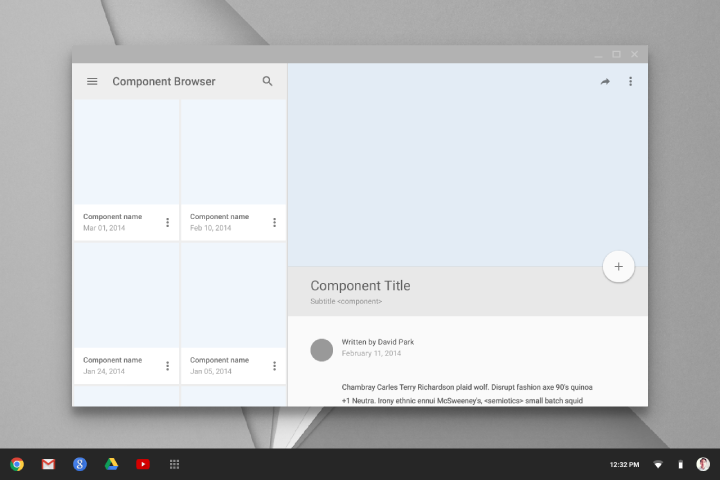 Component Browser
Component name
Mar 01, 2014
Component name
Feb 10, 2014
Component name
Jan 24, 2014
Component name
Jan 05, 2014
Component Title
Subtitle <component>
Written by David Park
February 11, 2014
Chambray Carles Terry Richardson plaid wolf. Disrupt fashion axe 90's quinoa
+1 Neutra. Irony ethnic ennui McSweeney's, <semiotics> small batch squid
12:32 PM